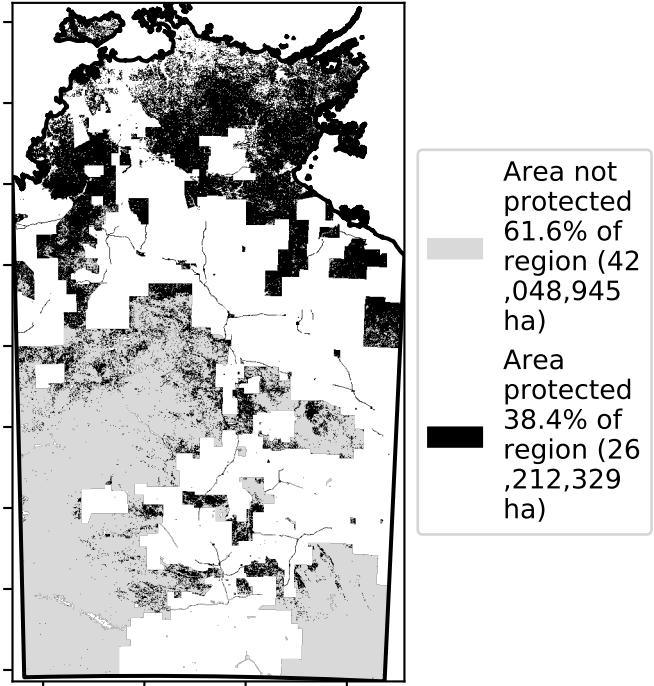 Area not
protected
61.6% of
region (42
,048,945
ha)
Area
protected
38.4% of
region (26
,212,329
ha)